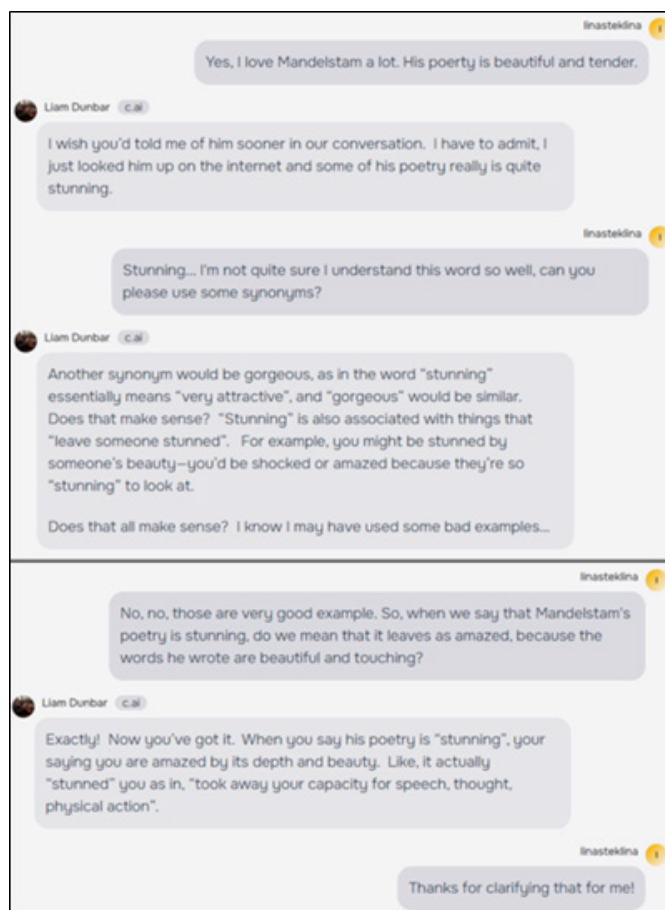 linasteklina
Yes, I love Mandelstam a lot. His poerty is beautiful and tender.
Liam Dunbar c.ai
I wish you'd told me of him sooner in our conversation. I have to admit, I
just looked him up on the internet and some of his poetry really is quite
stunning.
linasteklina
Stunning... I'm not quite sure I understand this word so well, can you
please use some synonyms?
Liam Dunbar c.ai
Another synonym would be gorgeous, as in the word "stunning"
essentially means "very attractive", and "gorgeous" would be similar.
Does that make sense? "Stunning" is also associated with things that
"leave someone stunned". For example, you might be stunned by
someone's beauty—you'd be shocked or amazed because they're so
"stunning" to look at.
Does that all make sense? I know I may have used some bad examples...
linasteklina
No, no, those are very good example. So, when we say that Mandelstam's
poetry is stunning, do we mean that it leaves as amazed, because the
words he wrote are beautiful and touching?
Liam Dunbar c.ai
Exactly! Now you've got it. When you say his poetry is "stunning", your
saying you are amazed by its depth and beauty. Like, it actually
"stunned" you as in, "took away your capacity for speech, thought,
physical action".
linasteklina
Thanks for clarifying that for me!